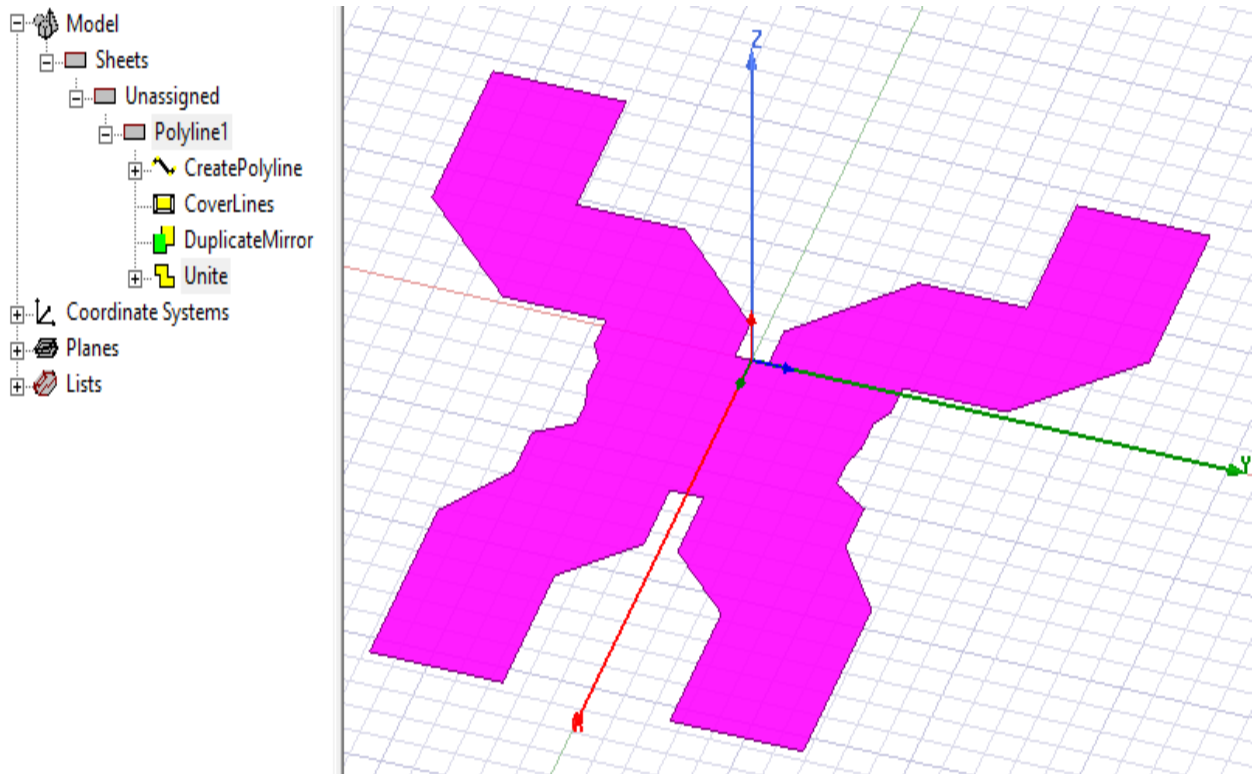 Model
Sheets
Unassigned
Polyline1
CreatePolyline
CoverLines
DuplicateMirror
Unite
Coordinate Systems
Planes
Lists
Z
Y